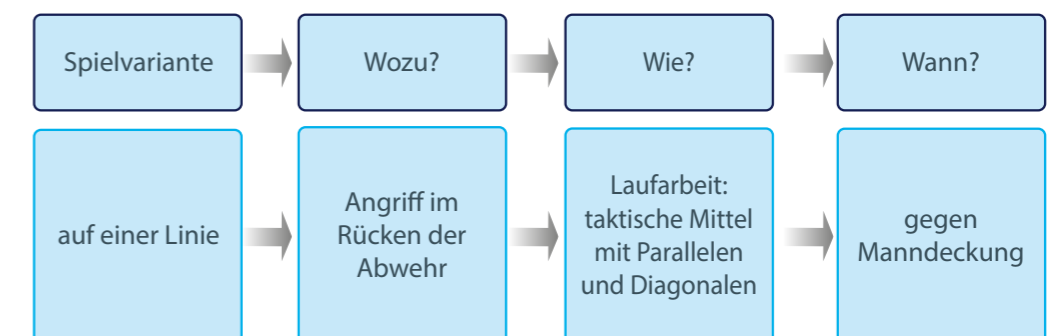 Spielvariante
Wozu?
Wie?
Wann?
auf einer Linie
Angriff im
Rücken der
Abwehr
Laufarbeit:
taktische Mittel
mit Parallelen
und Diagonalen
gegen
Manndeckung